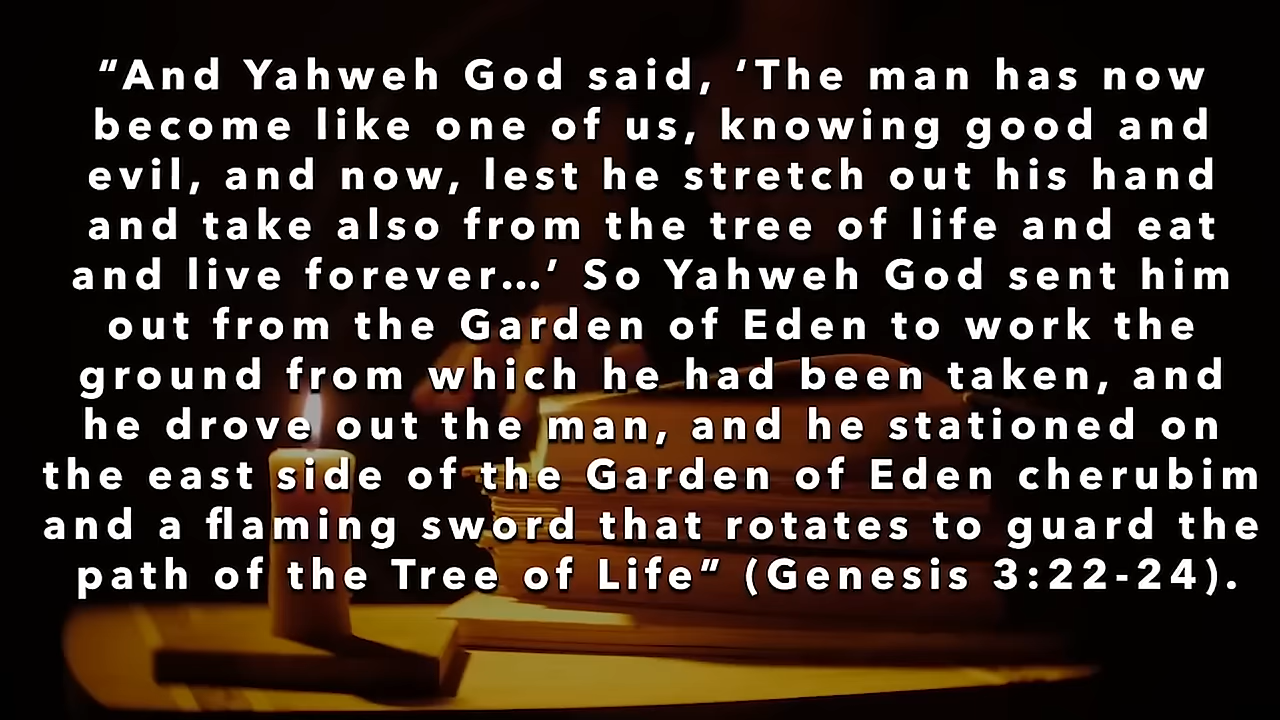 “And Yahweh God said, ‘The man has now
become like one of us, knowing good and
evil, and now, lest he stretch out his hand
and take also from the tree of life and eat
and live forever…’ So Yahweh God sent him
out from the Garden of Eden to work the
ground from which he had been taken, and
he drove out the man, and he stationed on
the east side of the Garden of Eden cherubim
and a flaming sword that rotates to guard the
path of the Tree of Life” (Genesis 3:22-24).